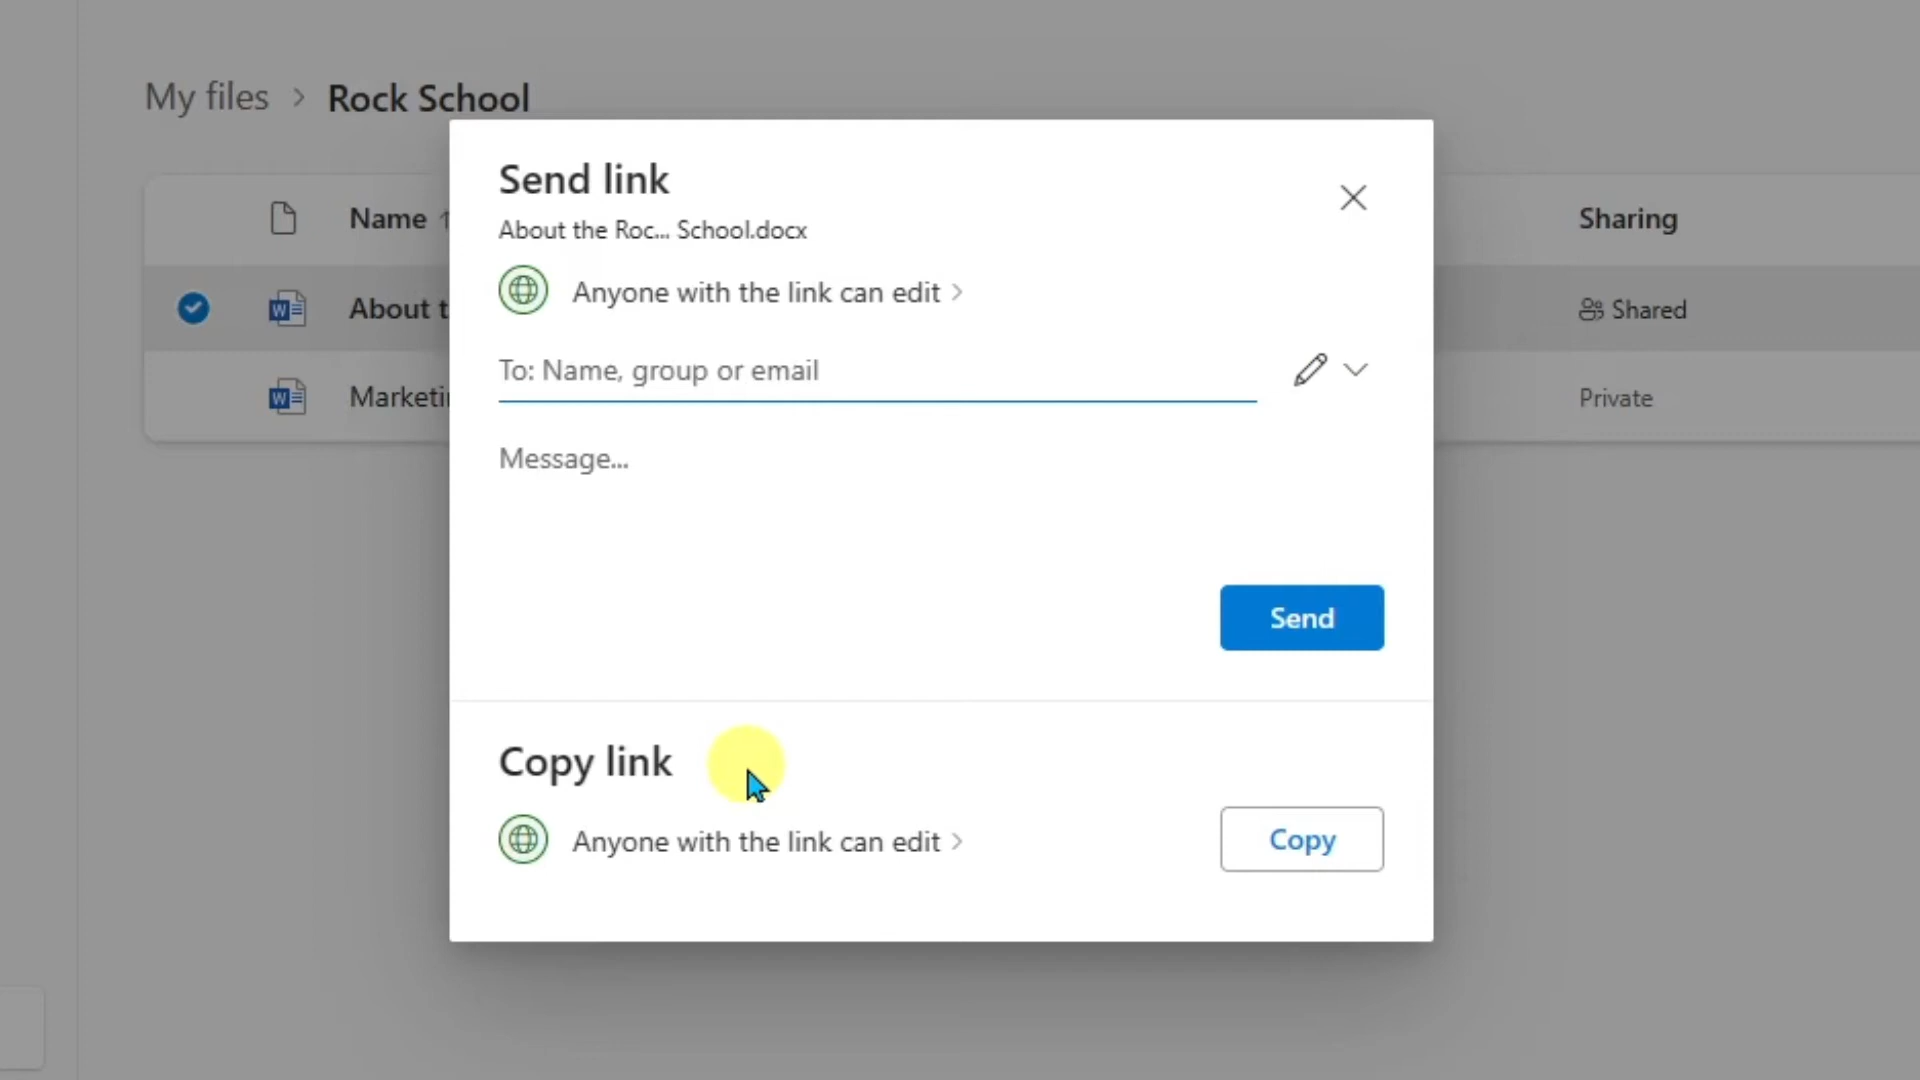 My files > Rock School
Name ↑
Sharing
About t
Shared
Marketi
Private
Send link
About the Roc... School.docx
Anyone with the link can edit >
To: Name, group or email
Message...
Send
Copy link
Anyone with the link can edit >
Copy